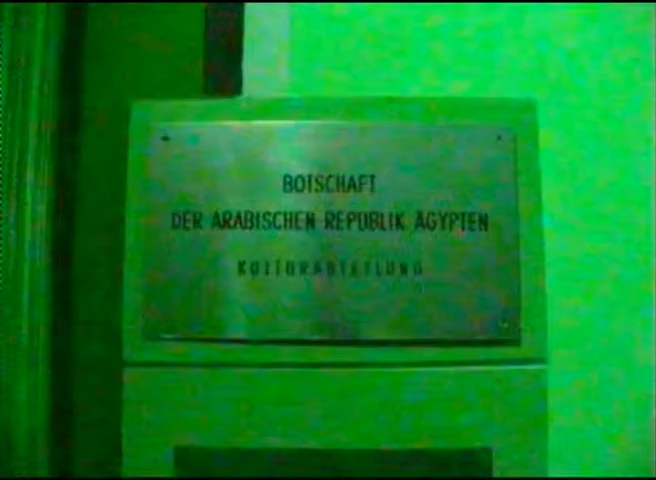 BOTSCHAFT
DER ARABISCHEN REPUBLIK ÄGYPTEN
KULTURABTEILUNG